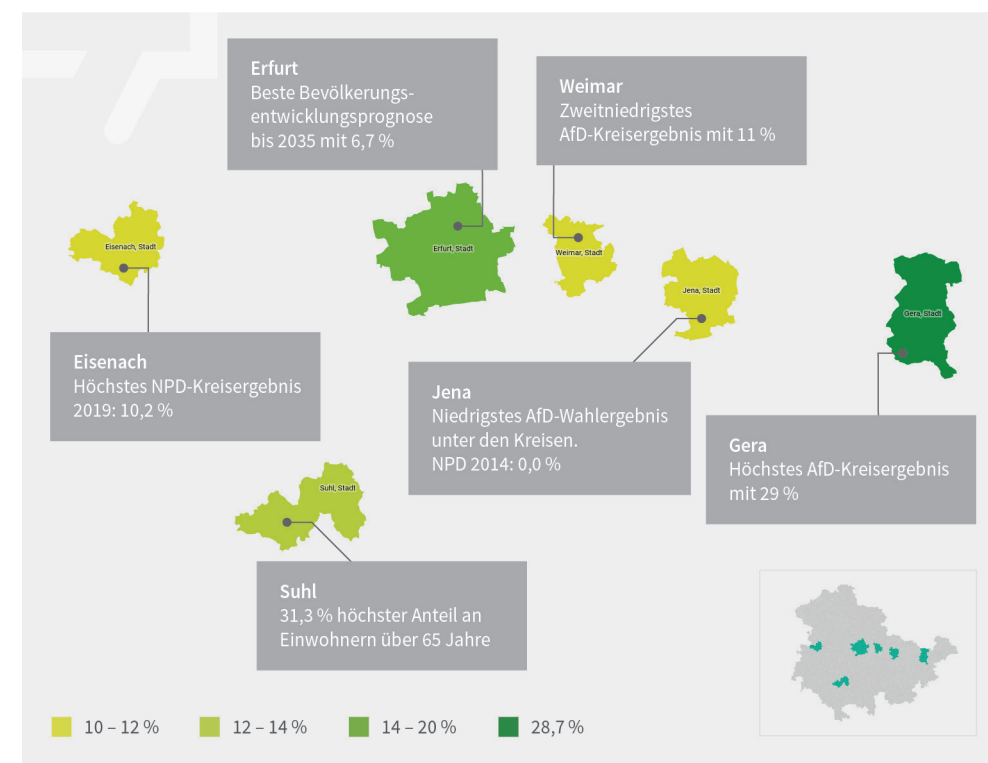 Erfurt
Beste Bevölkerungs-
entwicklungsprognose
bis 2035 mit 6,7 %
Weimar
Zweitniedrigstes
AfD-Kreisergebnis mit 11 %
Eisenach, Stadt
Erfurt, Stadt
Weimar, Stadt
Jena, Stadt
Gera, Stadt
Eisenach
Höchstes NPD-Kreisergebnis
2019: 10,2 %
Jena
Niedrigstes AfD-Wahlergebnis
unter den Kreisen.
NPD 2014: 0,0 %
Gera
Höchstes AfD-Kreisergebnis
mit 29 %
Suhl, Stadt
Suhl
31,3 % höchster Anteil an
Einwohnern über 65 Jahre
10 – 12 %
12 – 14 %
14 – 20 %
28,7 %